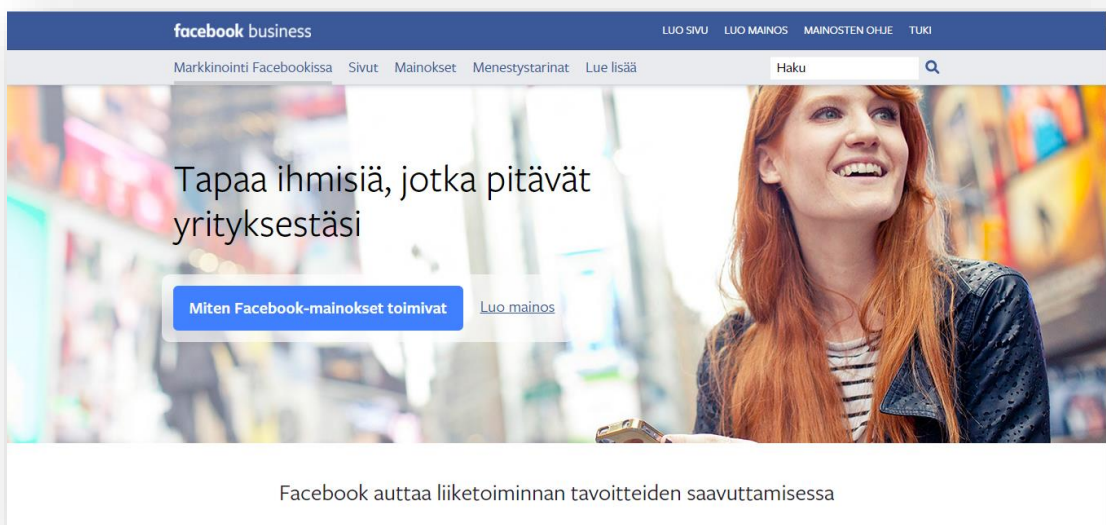 facebook business
LUO SIVU LUO MAINOS MAINOSTEN OHJE TUKI
Markkinointi Facebookissa Sivut Mainokset Menestystarinat Lue lisää
Haku
Tapaa ihmisiä, jotka pitävät
yrityksestäsi
Miten Facebook-mainokset toimivat Luo mainos
Facebook auttaa liiketoiminnan tavoitteiden saavuttamisessa